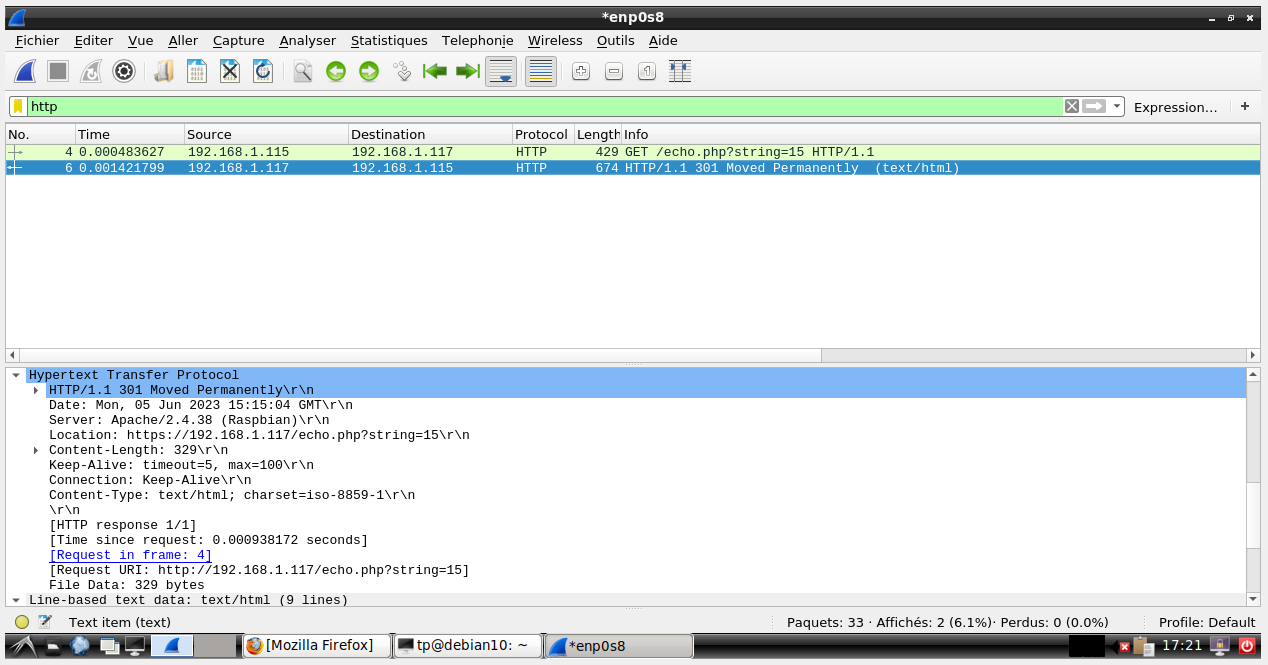 *enp0s8
Fichier Editer Vue Aller Capture Analyser Statistiques Telephonie Wireless Outils Aide
http Expression… +
No. Time Source Destination Protocol Length Info
4 0.000483627 192.168.1.115 192.168.1.117 HTTP 429 GET /echo.php?string=15 HTTP/1.1
6 0.001421799 192.168.1.117 192.168.1.115 HTTP 674 HTTP/1.1 301 Moved Permanently (text/html)
Hypertext Transfer Protocol
HTTP/1.1 301 Moved Permanently\r\n
Date: Mon, 05 Jun 2023 15:15:04 GMT\r\n
Server: Apache/2.4.38 (Raspbian)\r\n
Location: https://192.168.1.117/echo.php?string=15\r\n
Content-Length: 329\r\n
Keep-Alive: timeout=5, max=100\r\n
Connection: Keep-Alive\r\n
Content-Type: text/html; charset=iso-8859-1\r\n
\r\n
[HTTP response 1/1]
[Time since request: 0.000938172 seconds]
[Request in frame: 4]
[Request URI: http://192.168.1.117/echo.php?string=15]
File Data: 329 bytes
Line-based text data: text/html (9 lines)
Text item (text) Paquets: 33 · Affichés: 2 (6.1%)· Perdus: 0 (0.0%) Profile: Default
[Mozilla Firefox] tp@debian10: ~ *enp0s8 17:21